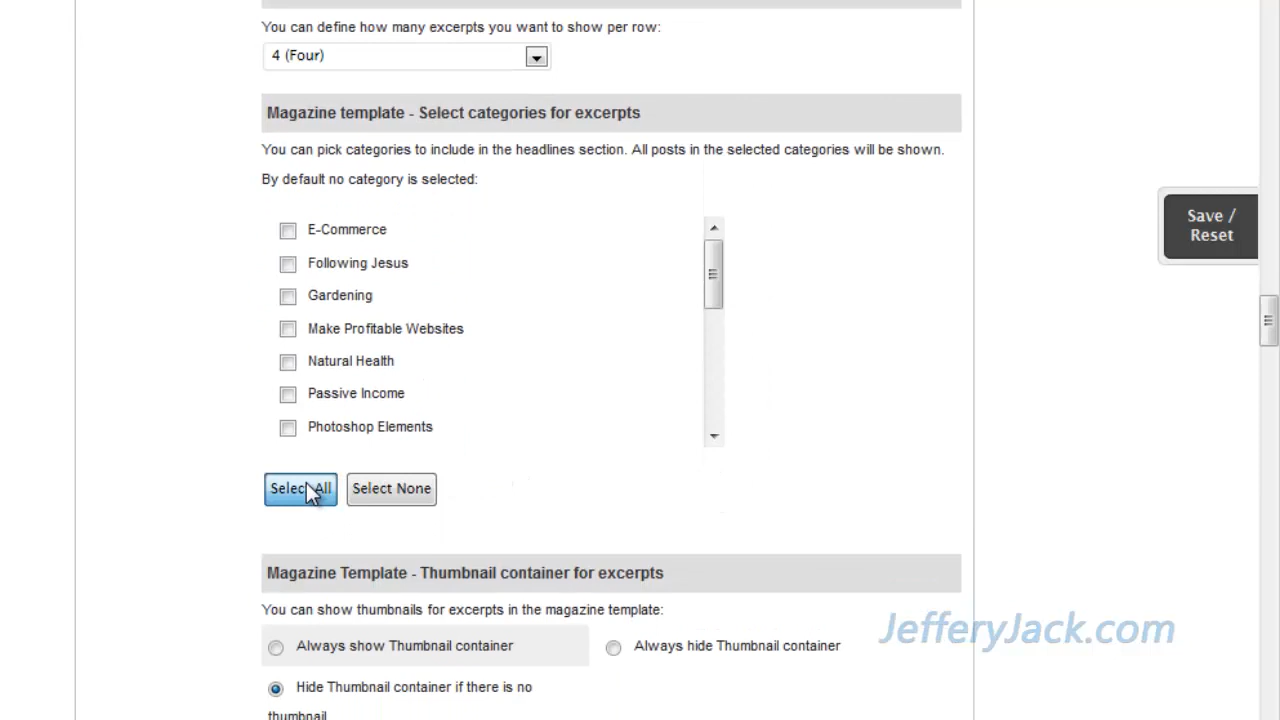 You can define how many excerpts you want to show per row:
4 (Four)
Magazine template - Select categories for excerpts
You can pick categories to include in the headlines section. All posts in the selected categories will be shown.
By default no category is selected:
E-Commerce
Following Jesus
Gardening
Make Profitable Websites
Natural Health
Passive Income
Photoshop Elements
Select All Select None
Save /
Reset
Magazine Template - Thumbnail container for excerpts
You can show thumbnails for excerpts in the magazine template:
JefferyJack.com
Always show Thumbnail container Always hide Thumbnail container
Hide Thumbnail container if there is no
thumbnail